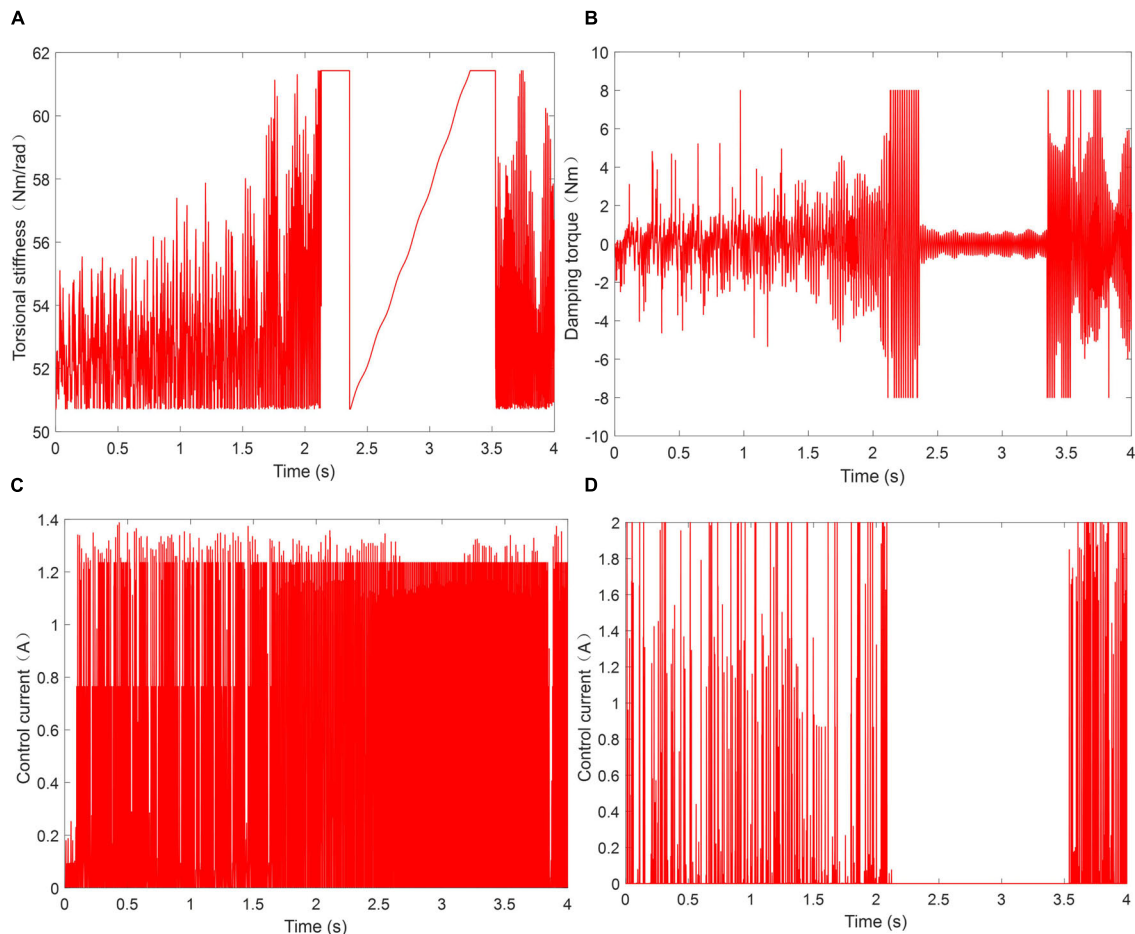 A
62
60
58
56
54
52
50
Torsional stiffness（Nm/rad）
0 0.5 1 1.5 2 2.5 3 3.5 4
Time (s)
B
10
8
6
4
2
0
-2
-4
-6
-8
-10
Damping torque（Nm）
0 0.5 1 1.5 2 2.5 3 3.5 4
Time (s)
C
1.4
1.2
1
0.8
0.6
0.4
0.2
0
Control current（A）
0 0.5 1 1.5 2 2.5 3 3.5 4
Time (s)
D
2
1.8
1.6
1.4
1.2
1
0.8
0.6
0.4
0.2
0
Control current（A）
0 0.5 1 1.5 2 2.5 3 3.5 4
Time (s)